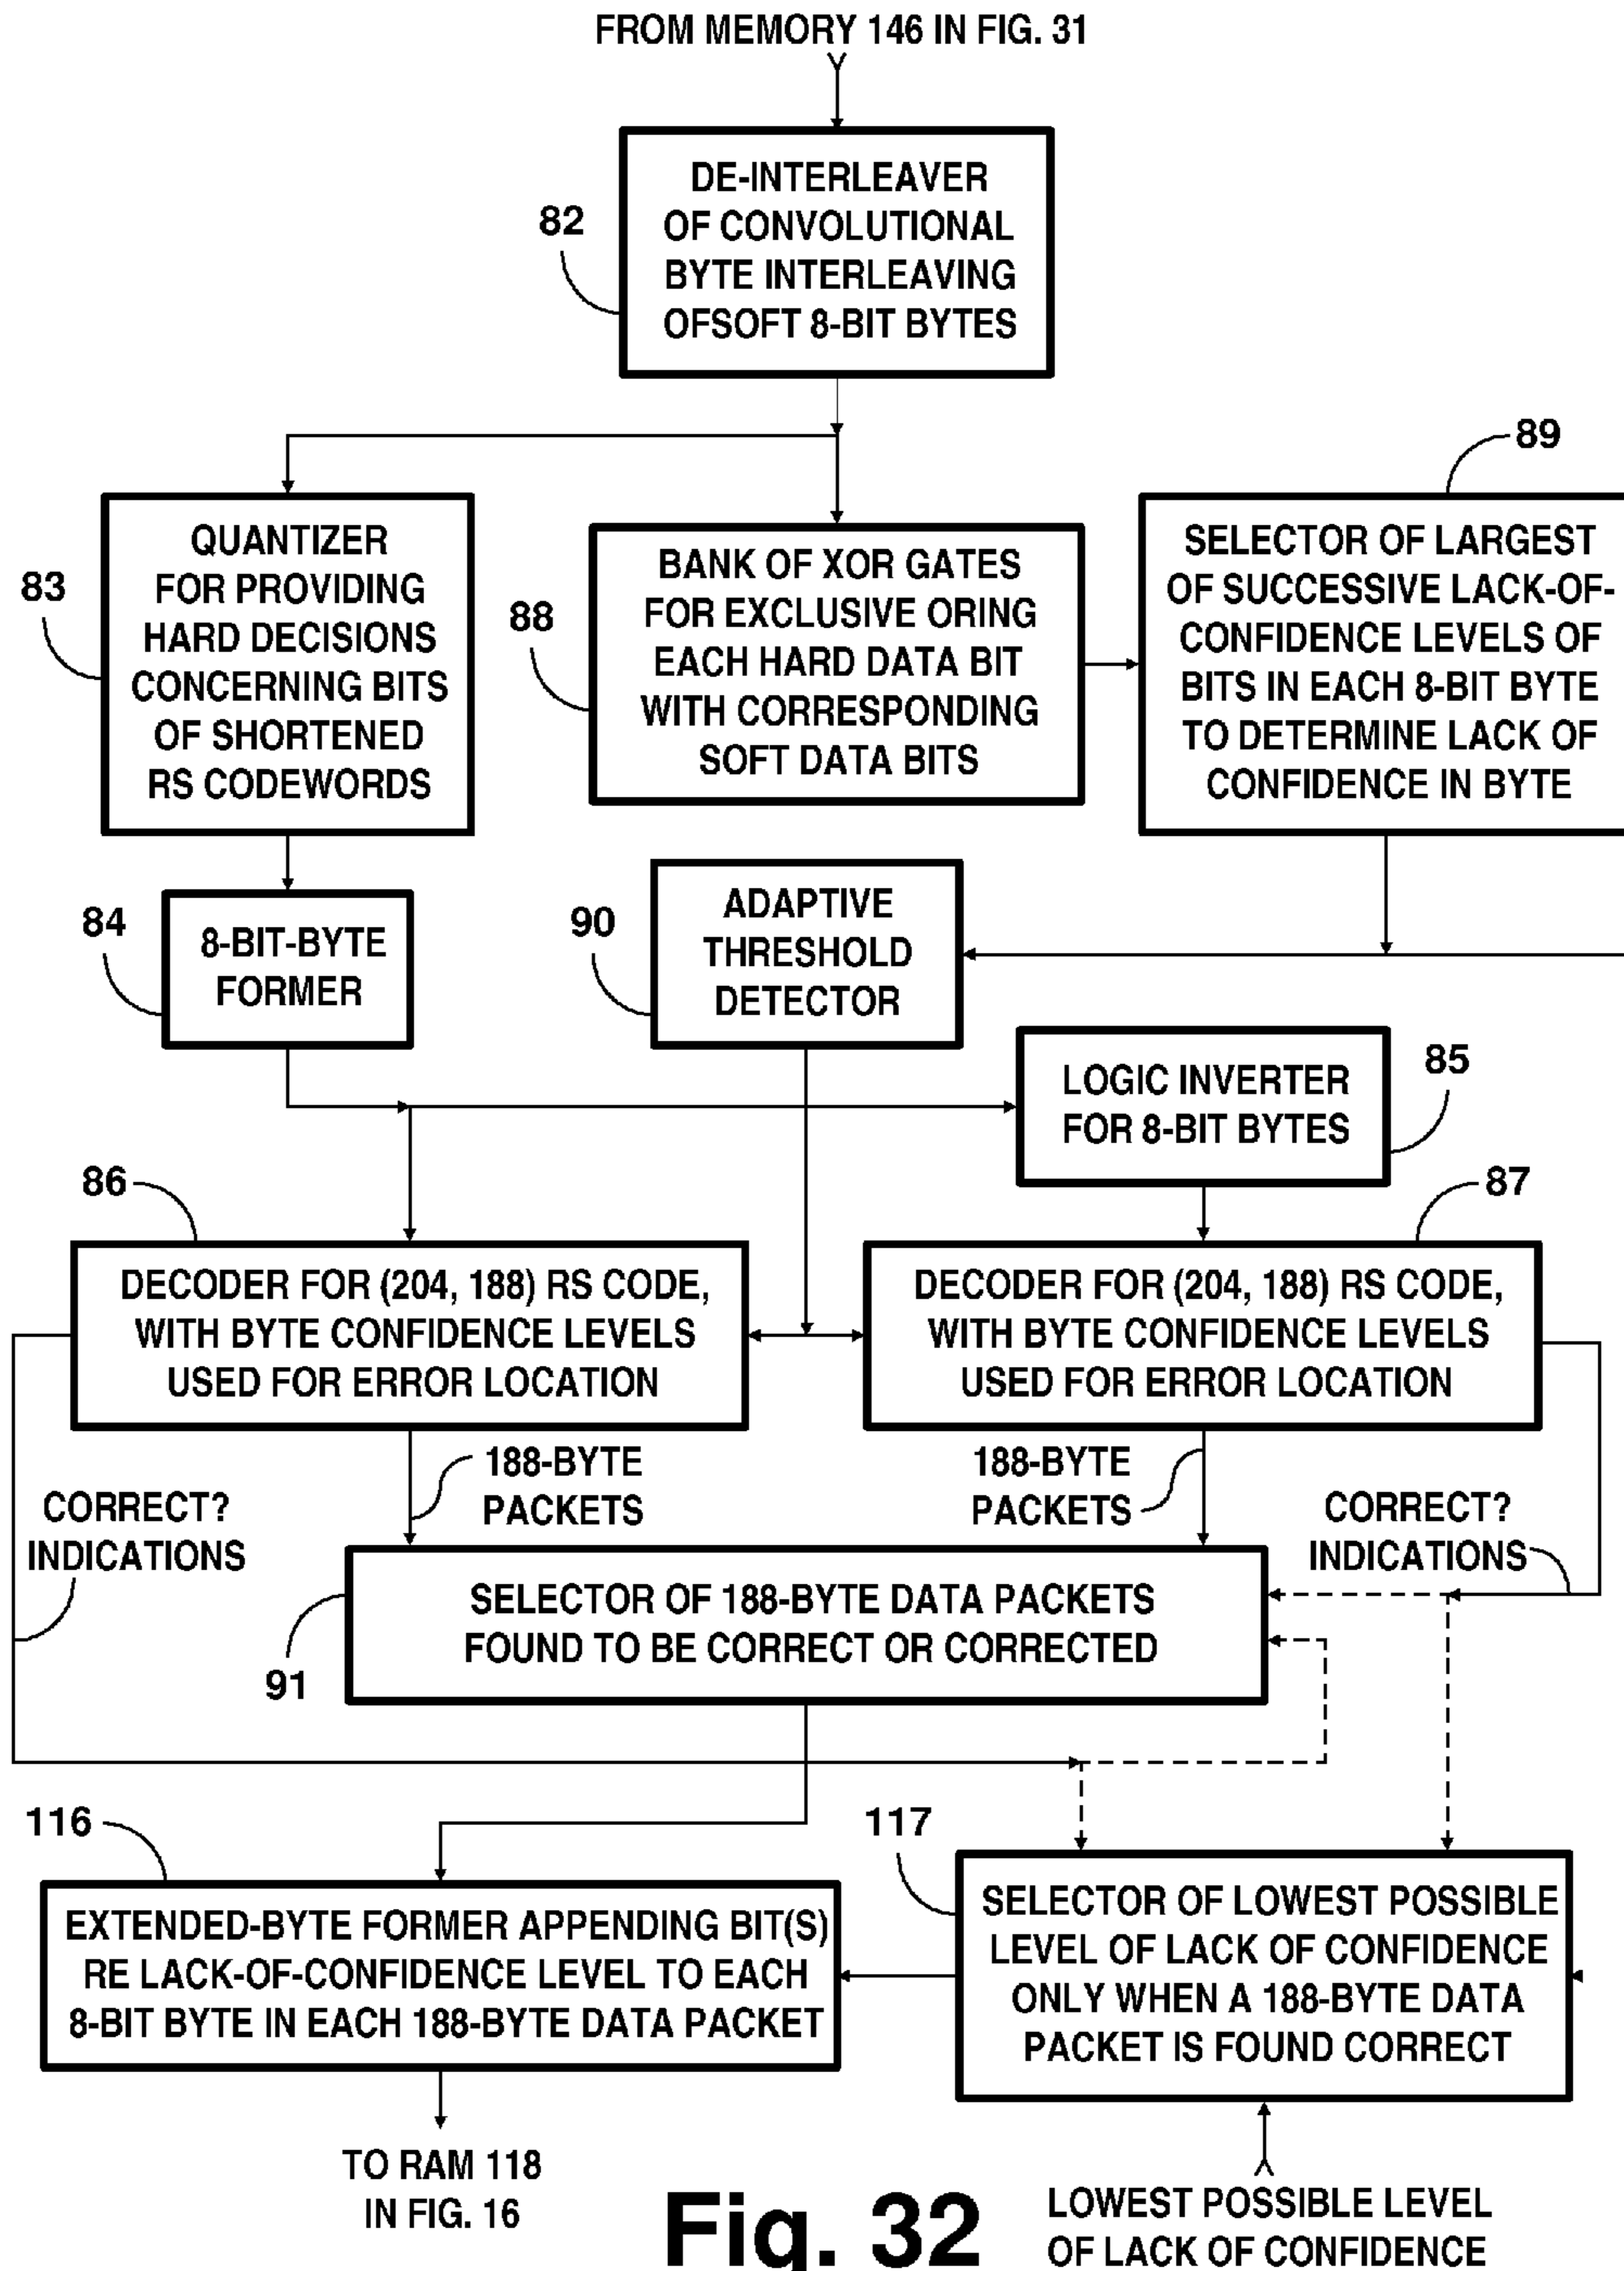 FROM MEMORY 146 IN FIG. 31
DE-INTERLEAVER
OF CONVOLUTIONAL
BYTE INTERLEAVING
OFSOFT 8-BIT BYTES
82
89
QUANTIZER
FOR PROVIDING
HARD DECISIONS
CONCERNING BITS
OF SHORTENED
RS CODEWORDS
83
BANK OF XOR GATES
FOR EXCLUSIVE ORING
EACH HARD DATA BIT
WITH CORRESPONDING
SOFT DATA BITS
88
SELECTOR OF LARGEST
OF SUCCESSIVE LACK-OF-
CONFIDENCE LEVELS OF
BITS IN EACH 8-BIT BYTE
TO DETERMINE LACK OF
CONFIDENCE IN BYTE
84
8-BIT-BYTE
FORMER
90
ADAPTIVE
THRESHOLD
DETECTOR
LOGIC INVERTER
FOR 8-BIT BYTES
85
86
87
DECODER FOR (204, 188) RS CODE,
WITH BYTE CONFIDENCE LEVELS
USED FOR ERROR LOCATION
DECODER FOR (204, 188) RS CODE,
WITH BYTE CONFIDENCE LEVELS
USED FOR ERROR LOCATION
188-BYTE
PACKETS
188-BYTE
PACKETS
CORRECT?
INDICATIONS
CORRECT?
INDICATIONS
SELECTOR OF 188-BYTE DATA PACKETS
FOUND TO BE CORRECT OR CORRECTED
91
116
117
EXTENDED-BYTE FORMER APPENDING BIT(S)
RE LACK-OF-CONFIDENCE LEVEL TO EACH
8-BIT BYTE IN EACH 188-BYTE DATA PACKET
SELECTOR OF LOWEST POSSIBLE
LEVEL OF LACK OF CONFIDENCE
ONLY WHEN A 188-BYTE DATA
PACKET IS FOUND CORRECT
TO RAM 118
IN FIG. 16
Fig. 32
LOWEST POSSIBLE LEVEL
OF LACK OF CONFIDENCE